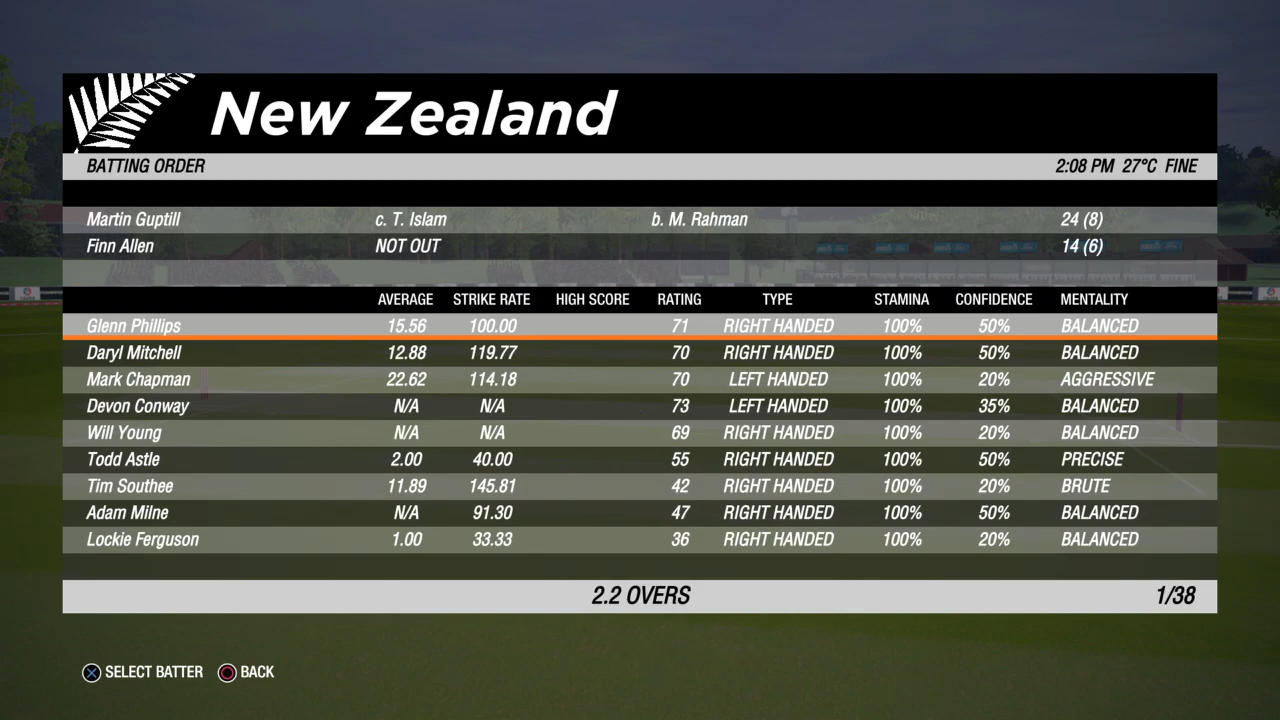 New Zealand
BATTING ORDER 2:08 PM 27°C FINE
Martin Guptill c. T. Islam b. M. Rahman 24 (8)
Finn Allen NOT OUT 14 (6)
AVERAGE STRIKE RATE HIGH SCORE RATING TYPE STAMINA CONFIDENCE MENTALITY
Glenn Phillips 15.56 100.00 71 RIGHT HANDED 100% 50% BALANCED
Daryl Mitchell 12.88 119.77 70 RIGHT HANDED 100% 50% BALANCED
Mark Chapman 22.62 114.18 70 LEFT HANDED 100% 20% AGGRESSIVE
Devon Conway N/A N/A 73 LEFT HANDED 100% 35% BALANCED
Will Young N/A N/A 69 RIGHT HANDED 100% 20% BALANCED
Todd Astle 2.00 40.00 55 RIGHT HANDED 100% 50% PRECISE
Tim Southee 11.89 145.81 42 RIGHT HANDED 100% 20% BRUTE
Adam Milne N/A 91.30 47 RIGHT HANDED 100% 50% BALANCED
Lockie Ferguson 1.00 33.33 36 RIGHT HANDED 100% 20% BALANCED
2.2 OVERS 1/38
SELECT BATTER BACK